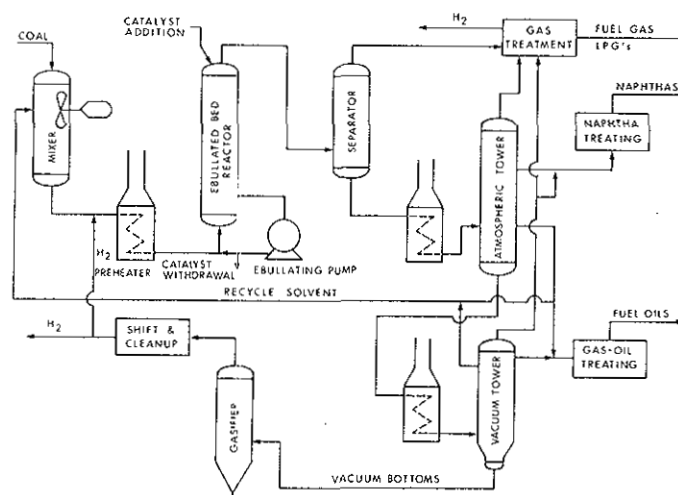 CATALYST
ADDITION
H2
GAS
TREATMENT
FUEL GAS
LPG's
COAL
MIXER
EBULLATED BED
REACTOR
SEPARATOR
NAPHTHAS
NAPHTHA
TREATING
ATMOSPHERIC TOWER
H2
PREHEATER
CATALYST
WITHDRAWAL
EBULLATING PUMP
RECYCLE SOLVENT
H2
SHIFT &
CLEANUP
FUEL OILS
GAS-OIL
TREATING
VACUUM TOWER
GASIFIER
VACUUM BOTTOMS